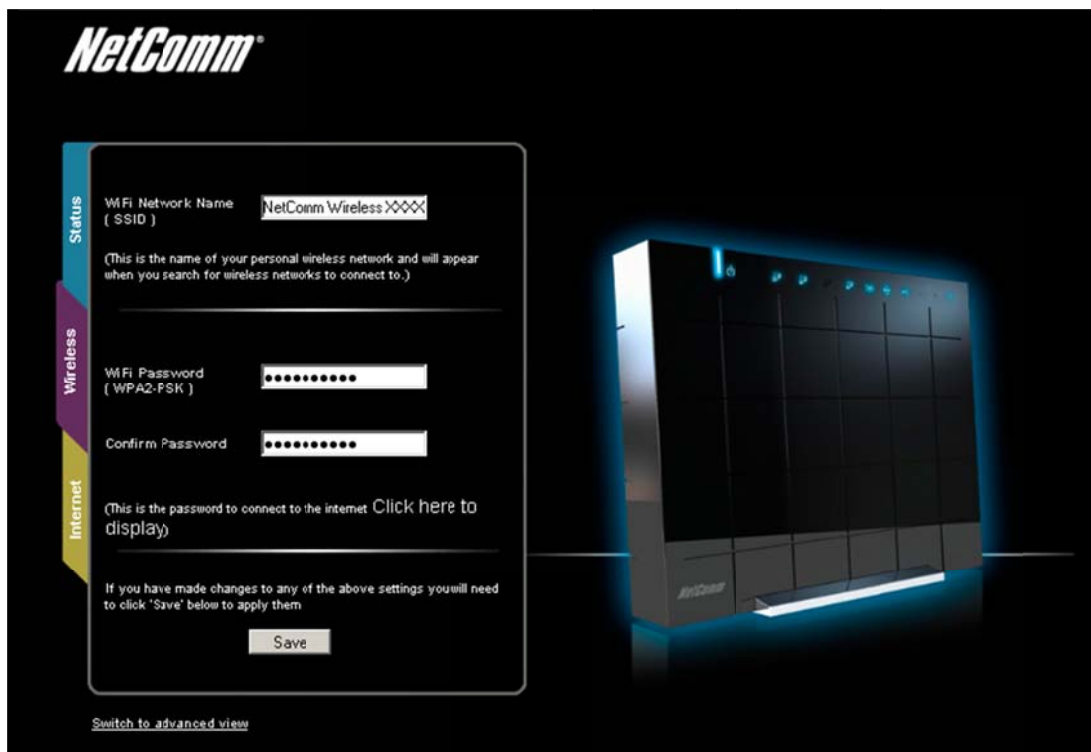 NetComm
Status
Wireless
Internet
WiFi Network Name
( SSID )
NetComm Wireless XXXX
(This is the name of your personal wireless network and will appear
when you search for wireless networks to connect to.)
WiFi Password
( WPA2-PSK )
Confirm Password
(This is the password to connect to the internet Click here to
display)
If you have made changes to any of the above settings you will need
to click 'Save' below to apply them
Save
Switch to advanced view
NetComm